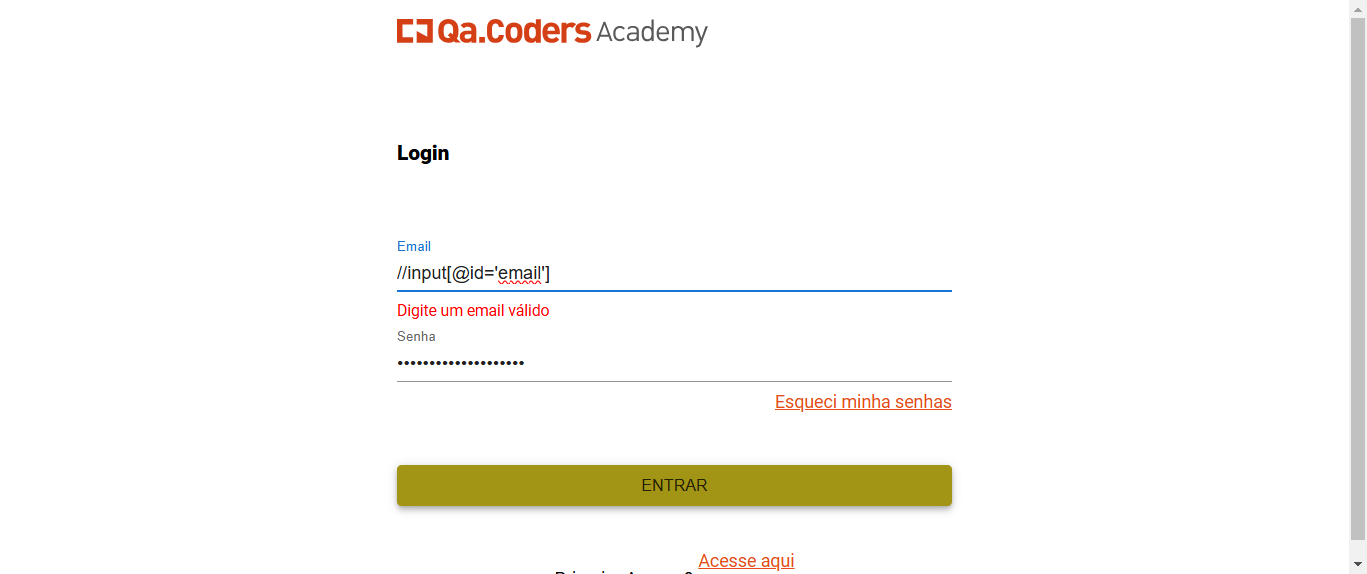 Qa.Coders Academy
Login
Email
//input[@id='email']
Digite um email válido
Senha
••••••••••••••••••••
Esqueci minha senhas
ENTRAR
Acesse aqui